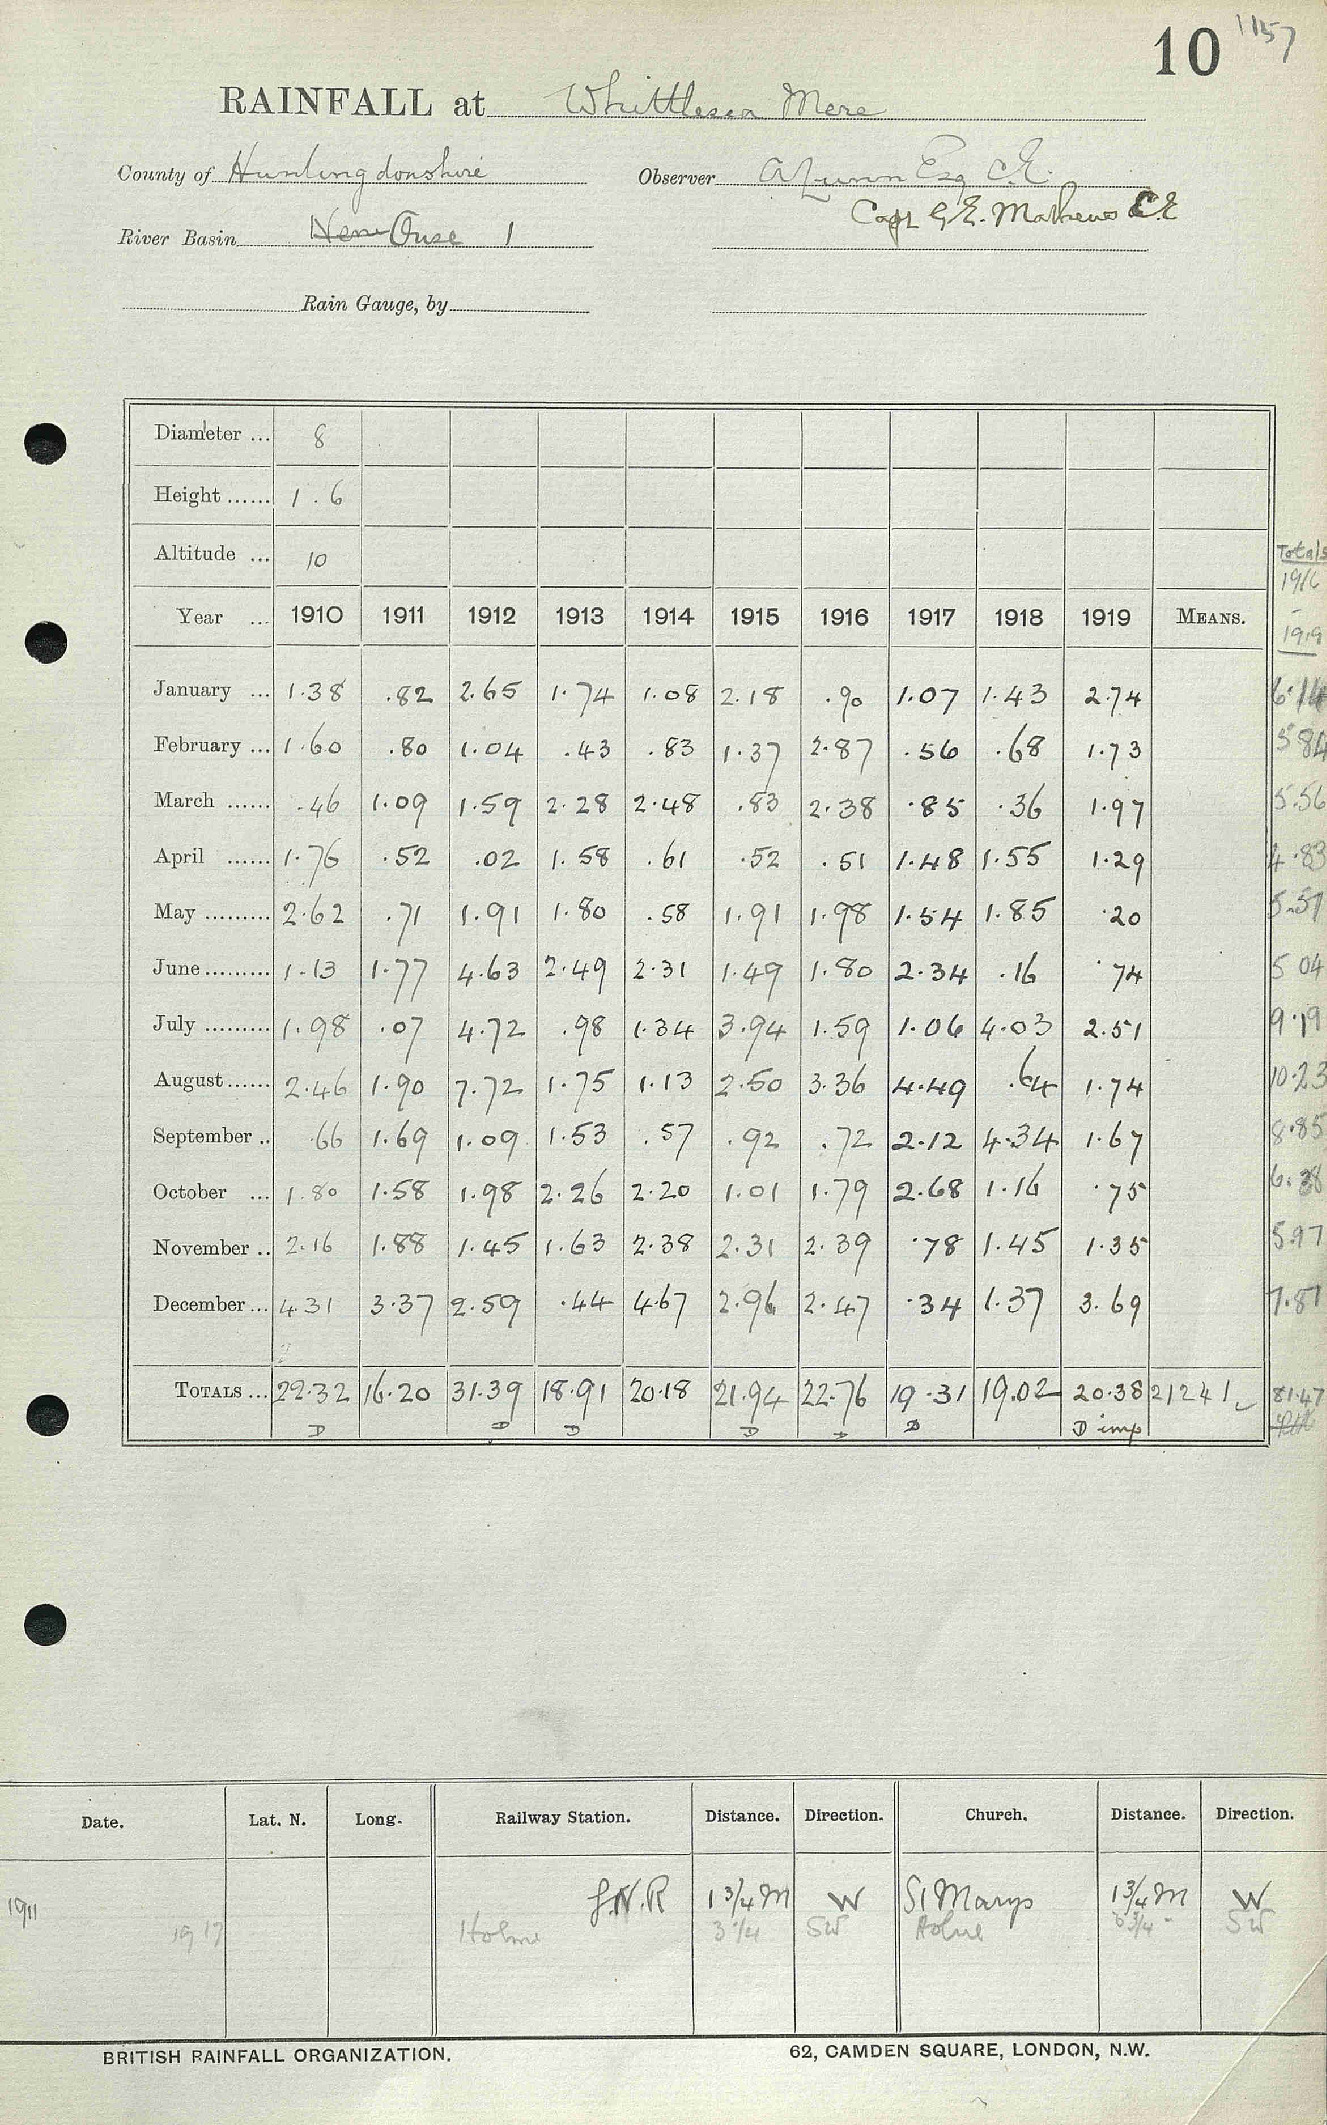 10 1157
RAINFALL at Whittlesea Mere
County of Huntingdonshire Observer A Lunn Esq C.E.
Capt G.E. Mathews CE
River Basin Nene Ouse 1
Rain Gauge, by
Diameter ... 8
Height ...... 1.6
Altitude ... 10
Totals
1916
-
1919
Year ... 1910 1911 1912 1913 1914 1915 1916 1917 1918 1919 MEANS.
January ... 1.38 .82 2.65 1.74 1.08 2.18 .90 1.07 1.43 2.74 6.14
February ... 1.60 .80 1.04 .43 .83 1.37 2.87 .56 .68 1.73 5 84
March ...... .46 1.09 1.59 2.28 2.48 .83 2.38 .85 .36 1.97 5.56
April ...... 1.76 .52 .02 1.58 .61 .52 .51 1.48 1.55 1.29 4.83
May ......... 2.62 .71 1.91 1.80 .58 1.91 1.98 1.54 1.85 .20 5.57
June ......... 1.13 1.77 4.63 2.49 2.31 1.49 1.80 2.34 .16 .74 5 04
July ......... 1.98 .07 4.72 .98 1.34 3.94 1.59 1.06 4.03 2.51 9.19
August ...... 2.46 1.90 7.72 1.75 1.13 2.50 3.36 4.49 .64 1.74 10.23
September .. .66 1.69 1.09 1.53 .57 .92 .72 2.12 4.34 1.67 8.85
October ... 1.80 1.58 1.98 2.26 2.20 1.01 1.79 2.68 1.16 .75 6.38
November .. 2.16 1.88 1.45 1.63 2.38 2.31 2.39 .78 1.45 1.35 5.97
December ... 4 31 3.37 2.59 .44 4.67 2.96 2.47 .34 1.37 3.69 7.87
TOTALS ... 22.32 16.20 31.39 18.91 20.18 21.94 22.76 19.31 19.02 20.38 21241 81.47
D D D D D D imp
Date. Lat. N. Long. Railway Station. Distance. Direction. Church. Distance. Direction.
1911 G.N.R 1 3/4 M W St Marys 1 3/4 M W
1917 Holme 3 1/4 SW Holme SW
BRITISH RAINFALL ORGANIZATION. 62, CAMDEN SQUARE, LONDON, N.W.